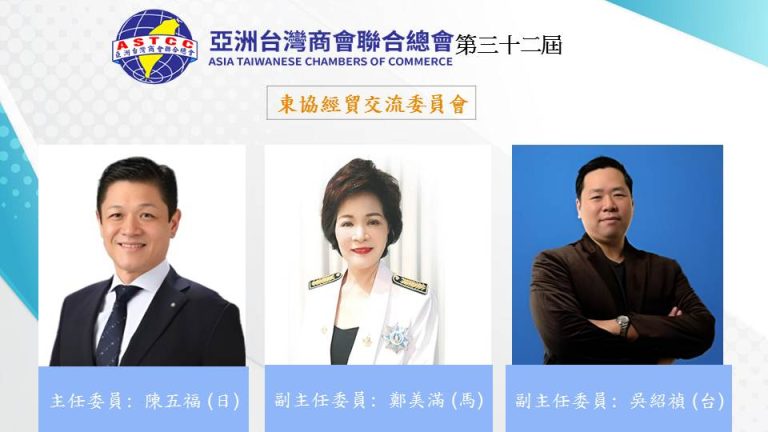 ASTCC
亞洲台灣商會聯合總會
亞洲台灣商會聯合總會 第三十二屆
ASIA TAIWANESE CHAMBERS OF COMMERCE
東協經貿交流委員會
主任委員：陳五福(日)
副主任委員：鄭美滿(馬)
副主任委員：吳紹禎(台)